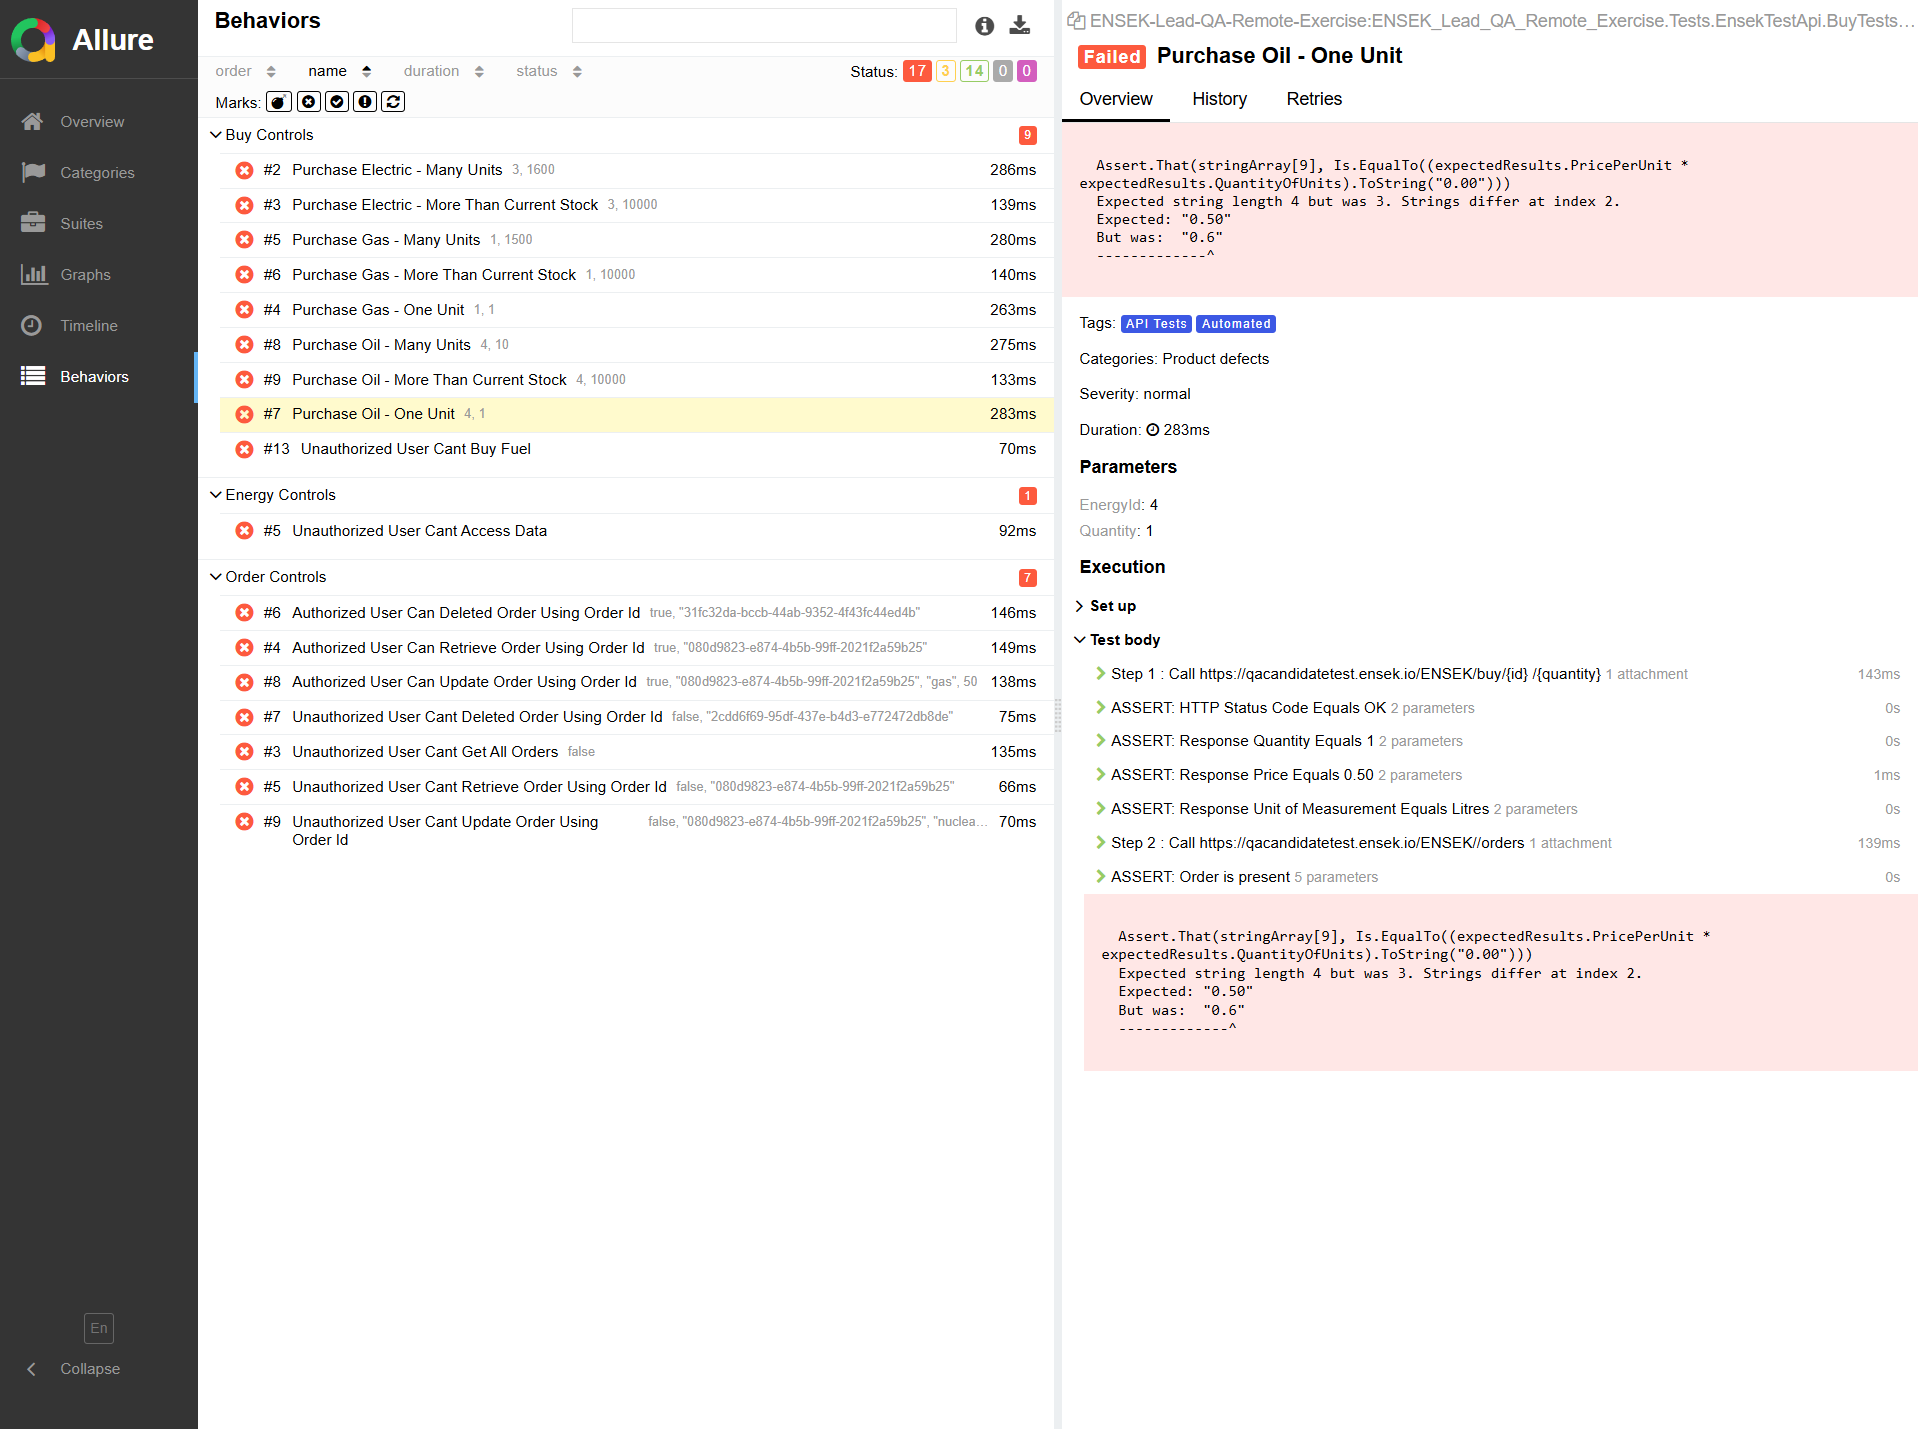 Allure
Overview
Categories
Suites
Graphs
Timeline
Behaviors
En
Collapse
Behaviors
order name duration status
Status: 17 3 14 0 0
Marks:
Buy Controls 9
#2 Purchase Electric - Many Units 3, 1600 286ms
#3 Purchase Electric - More Than Current Stock 3, 10000 139ms
#5 Purchase Gas - Many Units 1, 1500 280ms
#6 Purchase Gas - More Than Current Stock 1, 10000 140ms
#4 Purchase Gas - One Unit 1, 1 263ms
#8 Purchase Oil - Many Units 4, 10 275ms
#9 Purchase Oil - More Than Current Stock 4, 10000 133ms
#7 Purchase Oil - One Unit 4, 1 283ms
#13 Unauthorized User Cant Buy Fuel 70ms
Energy Controls 1
#5 Unauthorized User Cant Access Data 92ms
Order Controls 7
#6 Authorized User Can Deleted Order Using Order Id true, "31fc32da-bccb-44ab-9352-4f43fc44ed4b" 146ms
#4 Authorized User Can Retrieve Order Using Order Id true, "080d9823-e874-4b5b-99ff-2021f2a59b25" 149ms
#8 Authorized User Can Update Order Using Order Id true, "080d9823-e874-4b5b-99ff-2021f2a59b25", "gas", 50 138ms
#7 Unauthorized User Cant Deleted Order Using Order Id false, "2cdd6f69-95df-437e-b4d3-e772472db8de" 75ms
#3 Unauthorized User Cant Get All Orders false 135ms
#5 Unauthorized User Cant Retrieve Order Using Order Id false, "080d9823-e874-4b5b-99ff-2021f2a59b25" 66ms
#9 Unauthorized User Cant Update Order Using false, "080d9823-e874-4b5b-99ff-2021f2a59b25", "nuclea... 70ms
Order Id
ENSEK-Lead-QA-Remote-Exercise:ENSEK_Lead_QA_Remote_Exercise.Tests.EnsekTestApi.BuyTests...
Failed Purchase Oil - One Unit
Overview History Retries
Assert.That(stringArray[9], Is.EqualTo((expectedResults.PricePerUnit *
expectedResults.QuantityOfUnits).ToString("0.00")))
Expected string length 4 but was 3. Strings differ at index 2.
Expected: "0.50"
But was: "0.6"
-------------^
Tags: API Tests Automated
Categories: Product defects
Severity: normal
Duration: 283ms
Parameters
EnergyId: 4
Quantity: 1
Execution
Set up
Test body
Step 1 : Call https://qacandidatetest.ensek.io/ENSEK/buy/{id} /{quantity} 1 attachment 143ms
ASSERT: HTTP Status Code Equals OK 2 parameters 0s
ASSERT: Response Quantity Equals 1 2 parameters 0s
ASSERT: Response Price Equals 0.50 2 parameters 1ms
ASSERT: Response Unit of Measurement Equals Litres 2 parameters 0s
Step 2 : Call https://qacandidatetest.ensek.io/ENSEK//orders 1 attachment 139ms
ASSERT: Order is present 5 parameters 0s
Assert.That(stringArray[9], Is.EqualTo((expectedResults.PricePerUnit *
expectedResults.QuantityOfUnits).ToString("0.00")))
Expected string length 4 but was 3. Strings differ at index 2.
Expected: "0.50"
But was: "0.6"
-------------^